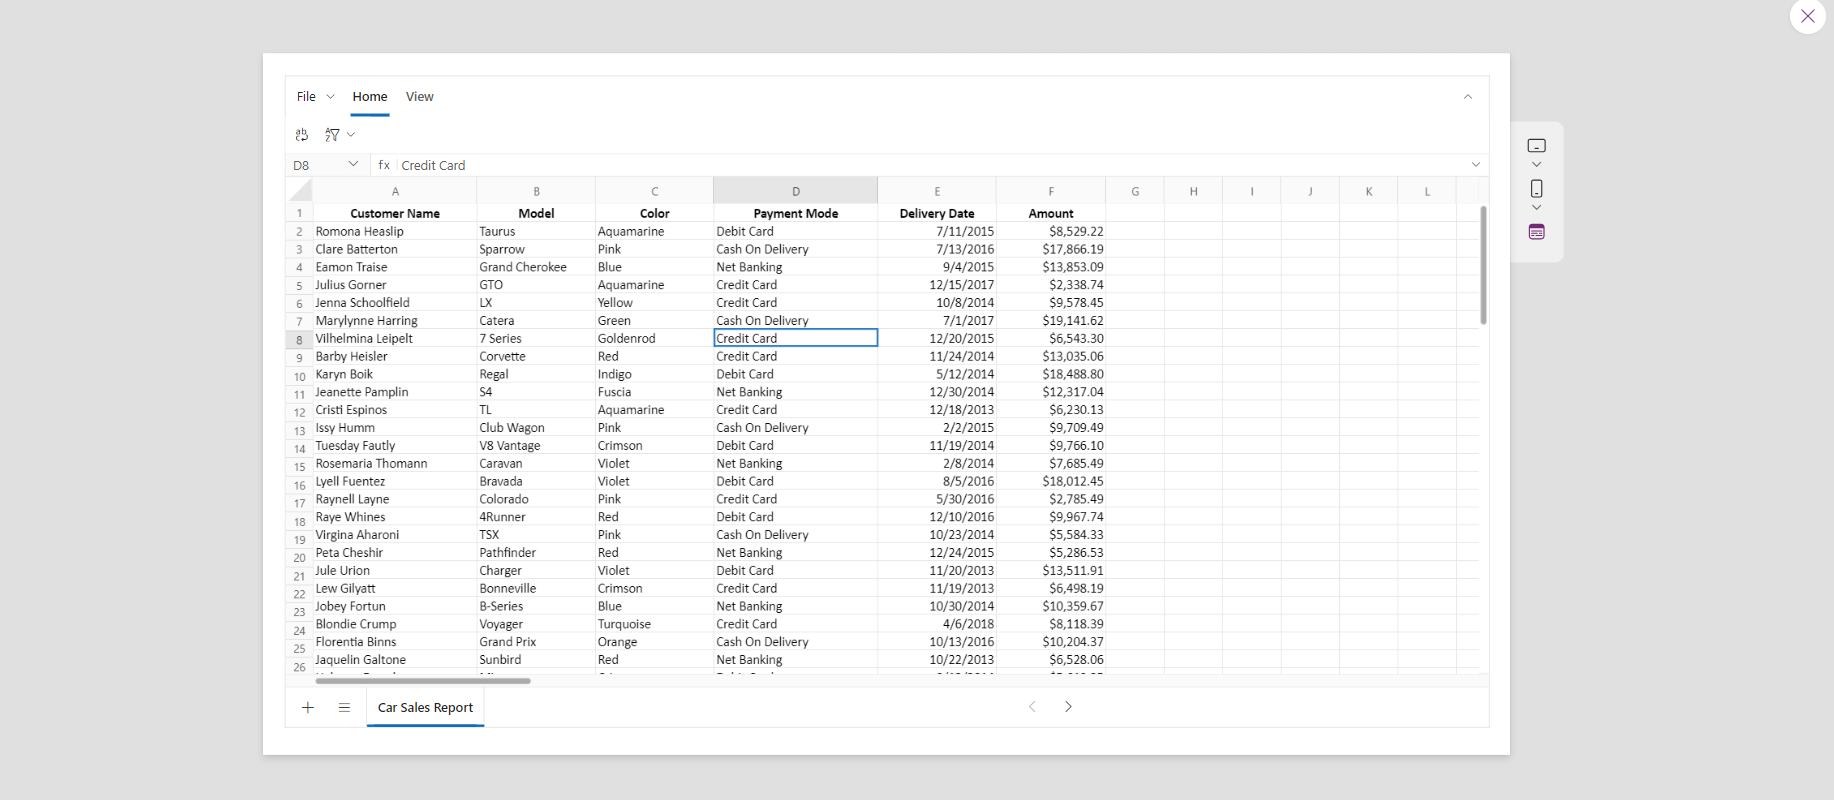 File Home View
D8 fx Credit Card
A B C D E F G H I J K L
1 Customer Name Model Color Payment Mode Delivery Date Amount
2 Romona Heaslip Taurus Aquamarine Debit Card 7/11/2015 $8,529.22
3 Clare Batterton Sparrow Pink Cash On Delivery 7/13/2016 $17,866.19
4 Eamon Traise Grand Cherokee Blue Net Banking 9/4/2015 $13,853.09
5 Julius Gorner GTO Aquamarine Credit Card 12/15/2017 $2,338.74
6 Jenna Schoolfield LX Yellow Credit Card 10/8/2014 $9,578.45
7 Marylynne Harring Catera Green Cash On Delivery 7/1/2017 $19,141.62
8 Vilhelmina Leipelt 7 Series Goldenrod Credit Card 12/20/2015 $6,543.30
9 Barby Heisler Corvette Red Credit Card 11/24/2014 $13,035.06
10 Karyn Boik Regal Indigo Debit Card 5/12/2014 $18,488.80
11 Jeanette Pamplin S4 Fuscia Net Banking 12/30/2014 $12,317.04
12 Cristi Espinos TL Aquamarine Credit Card 12/18/2013 $6,230.13
13 Issy Humm Club Wagon Pink Cash On Delivery 2/2/2015 $9,709.49
14 Tuesday Fautly V8 Vantage Crimson Debit Card 11/19/2014 $9,766.10
15 Rosemaria Thomann Caravan Violet Net Banking 2/8/2014 $7,685.49
16 Lyell Fuentez Bravada Violet Debit Card 8/5/2016 $18,012.45
17 Raynell Layne Colorado Pink Credit Card 5/30/2016 $2,785.49
18 Raye Whines 4Runner Red Debit Card 12/10/2016 $9,967.74
19 Virgina Aharoni TSX Pink Cash On Delivery 10/23/2014 $5,584.33
20 Peta Cheshir Pathfinder Red Net Banking 12/24/2015 $5,286.53
21 Jule Urion Charger Violet Debit Card 11/20/2013 $13,511.91
22 Lew Gilyatt Bonneville Crimson Credit Card 11/19/2013 $6,498.19
23 Jobey Fortun B-Series Blue Net Banking 10/30/2014 $10,359.67
24 Blondie Crump Voyager Turquoise Credit Card 4/6/2018 $8,118.39
25 Florentia Binns Grand Prix Orange Cash On Delivery 10/13/2016 $10,204.37
26 Jaquelin Galtone Sunbird Red Net Banking 10/22/2013 $6,528.06
Car Sales Report